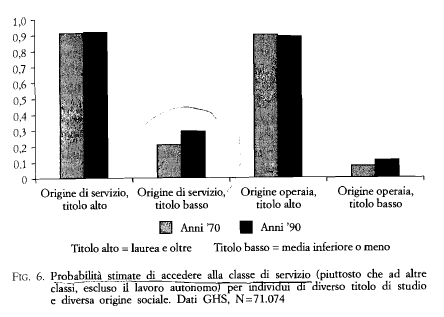 1,0
0,9
0,8
0,7
0,6
0,5
0,4
0,3
0,2
0,1
0
Origine di servizio, Origine di servizio, Origine operaia, Origine operaia,
titolo alto titolo basso titolo alto titolo basso
Anni '70 Anni '90
Titolo alto = laurea e oltre Titolo basso = media inferiore o meno
FIG. 6. Probabilità stimate di accedere alla classe di servizio (piuttosto che ad altre
classi, escluso il lavoro autonomo) per individui di diverso titolo di studio
e diversa origine sociale. Dati GHS, N=71.074